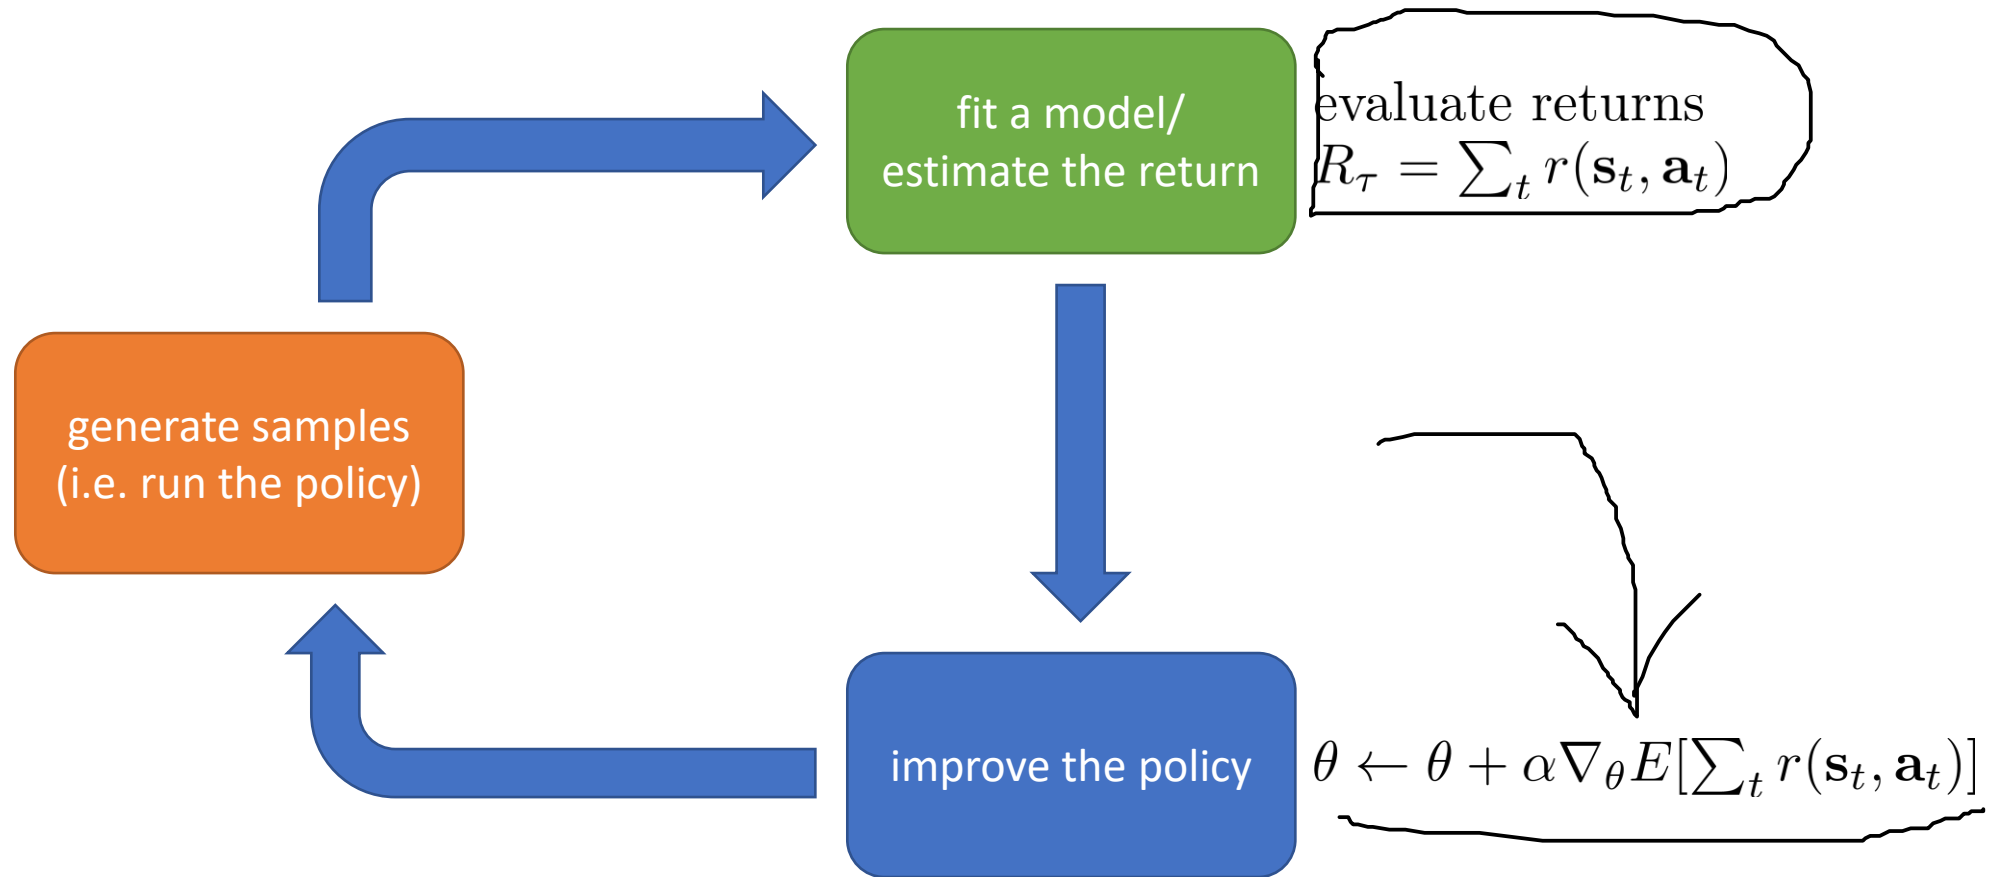 fit a model/
estimate the return
evaluate returns
R_τ = ∑_t r(s_t, a_t)
generate samples
(i.e. run the policy)
improve the policy
θ ← θ + α∇_θ E[∑_t r(s_t, a_t)]